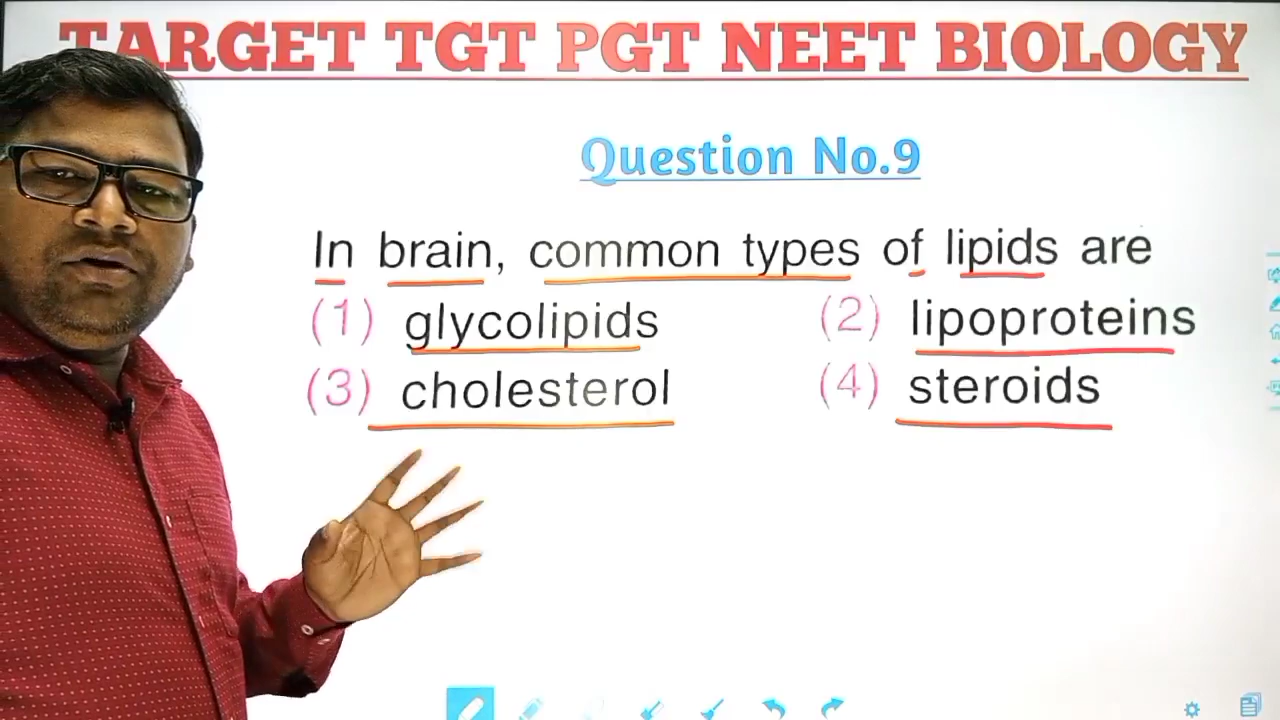 TARGET TGT PGT NEET BIOLOGY
Question No.9
In brain, common types of lipids are
(1) glycolipids (2) lipoproteins
(3) cholesterol (4) steroids